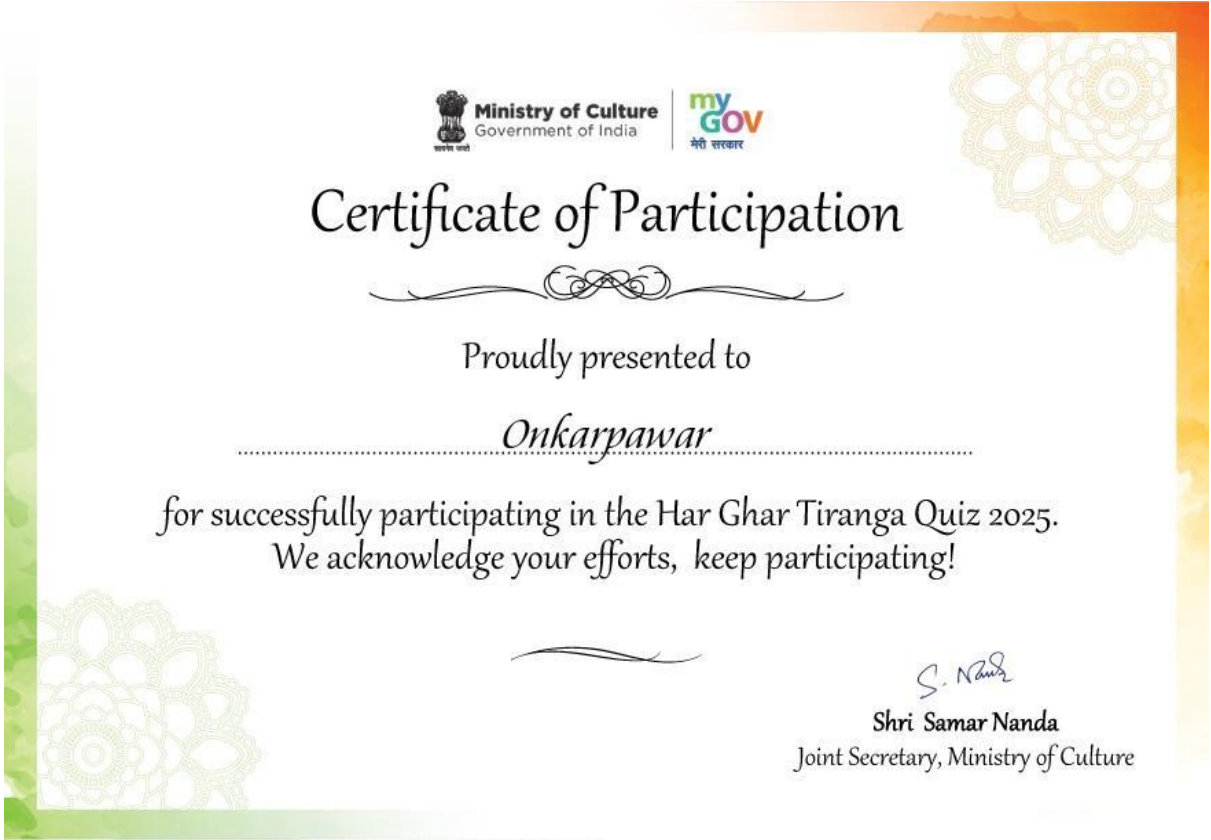 Ministry of Culture
Government of India
सत्यमेव जयते
my
GOV
मेरी सरकार
Certificate of Participation
Proudly presented to
Onkarpawar
for successfully participating in the Har Ghar Tiranga Quiz 2025.
We acknowledge your efforts, keep participating!
S. Nanda
Shri Samar Nanda
Joint Secretary, Ministry of Culture